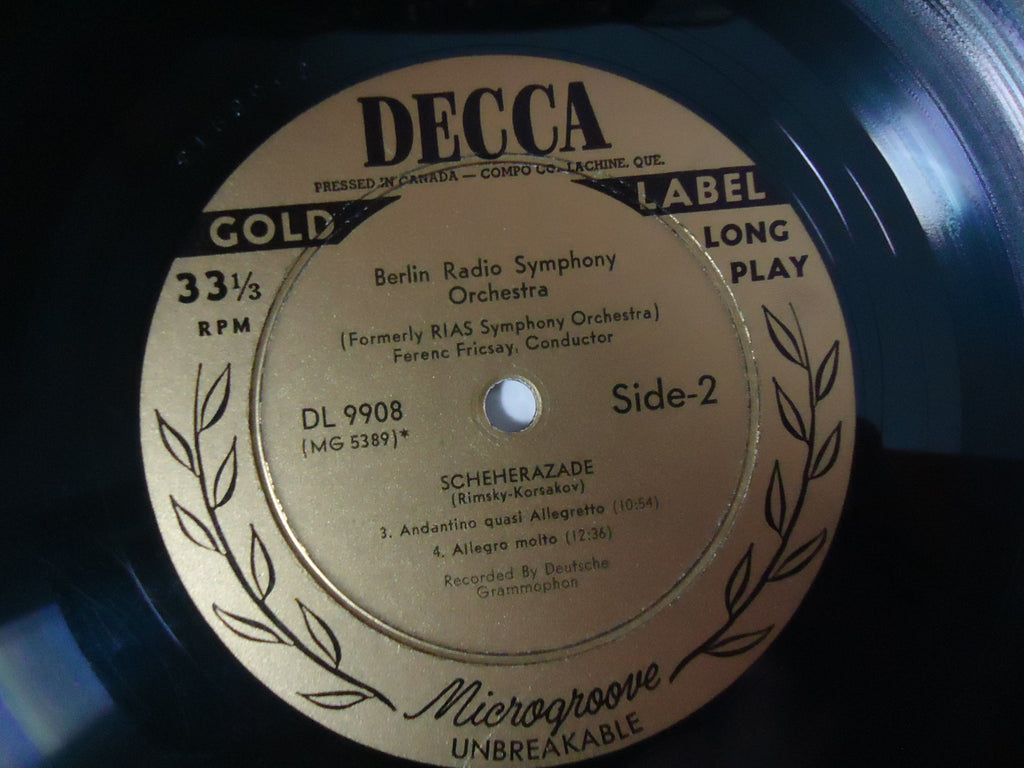 DECCA
PRESSED IN CANADA — COMPO CO. LACHINE, QUE.
GOLD LABEL
33 1/3
RPM
LONG
PLAY
Berlin Radio Symphony
Orchestra
(Formerly RIAS Symphony Orchestra)
Ferenc Fricsay, Conductor
DL 9908
(MG 5389)*
Side-2
SCHEHERAZADE
(Rimsky-Korsakov)
3. Andantino quasi Allegretto (10:54)
4. Allegro molto (12:36)
Recorded By Deutsche
Grammophon
Microgroove
UNBREAKABLE